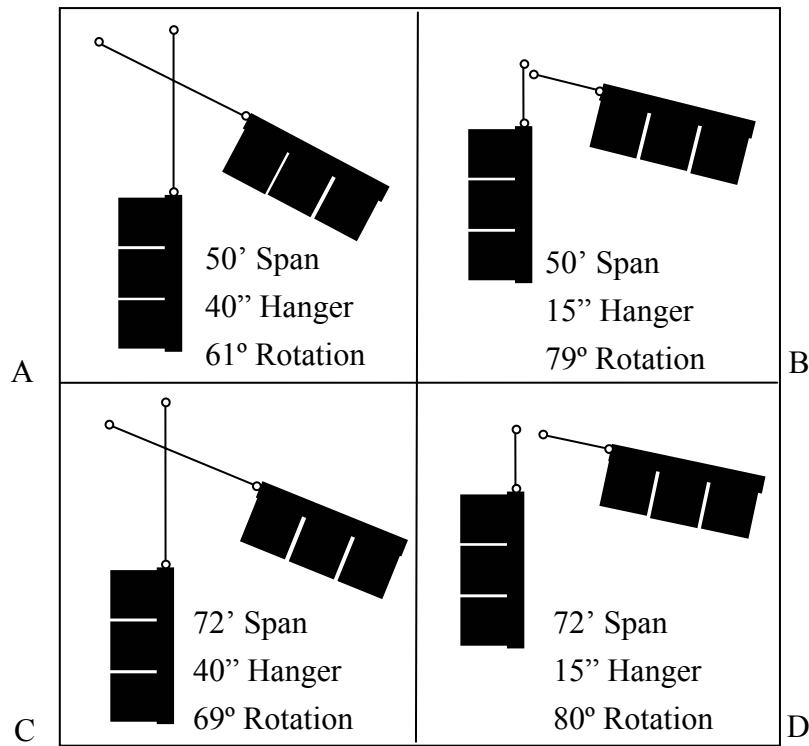 50’ Span
40” Hanger
61º Rotation
A
50’ Span
15” Hanger
79º Rotation
B
72’ Span
40” Hanger
69º Rotation
C
72’ Span
15” Hanger
80º Rotation
D